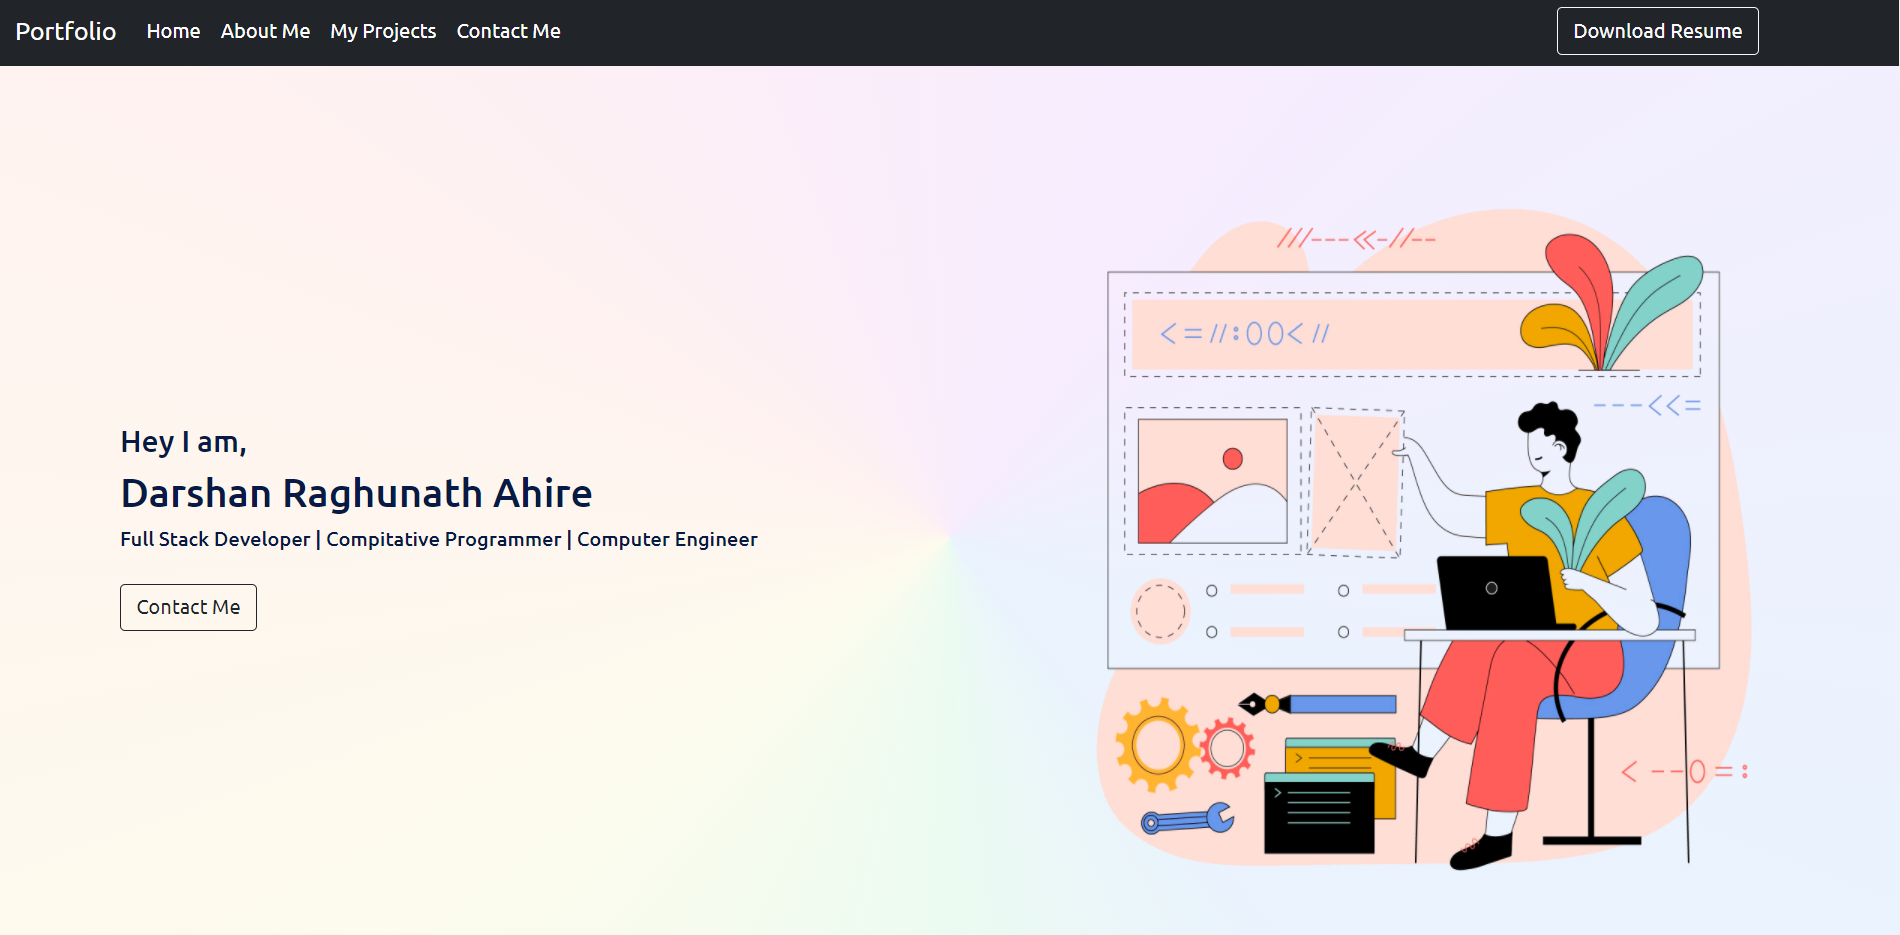 Portfolio Home About Me My Projects Contact Me Download Resume
///---<<-//--
<=//:00<//
---<<=
Hey I am,
Darshan Raghunath Ahire
Full Stack Developer | Compitative Programmer | Computer Engineer
Contact Me
<--0=: